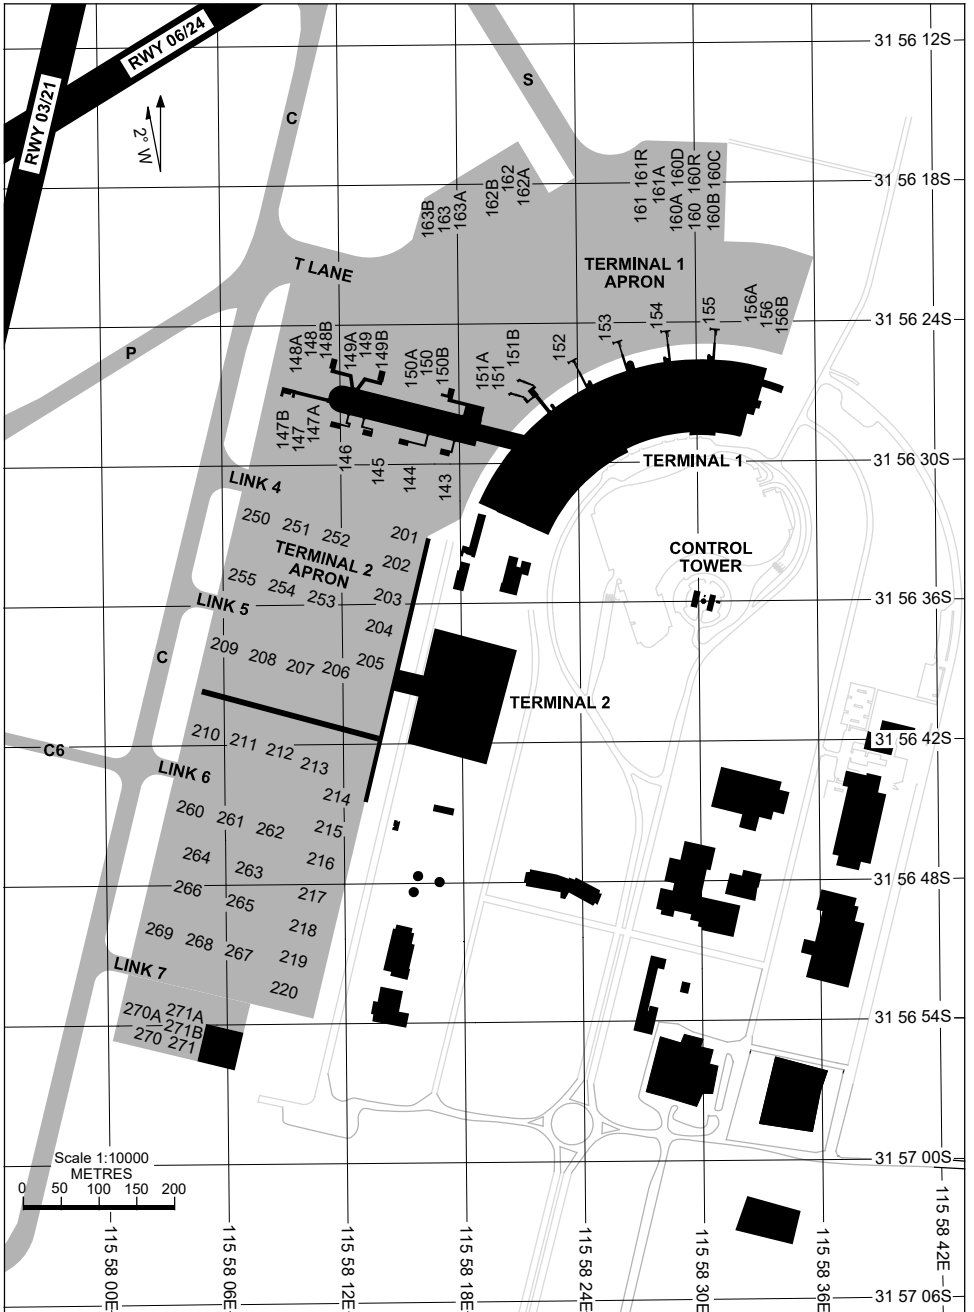 RWY 06/24
RWY 03/21
2° W
C
S
31 56 12S
161 161R
161A
160A 160D
160 160R
160B 160C
162B
162
162A
163B
163
163A
31 56 18S
T LANE
TERMINAL 1
APRON
P
148A
148
148B
149A
149
149B
150A
150
150B
151A
151
151B
152
153
154
155
156A
156
156B
31 56 24S
147B
147
147A
146
145
144
143
TERMINAL 1
31 56 30S
LINK 4
250
251
252
201
TERMINAL 2
APRON
202
CONTROL
TOWER
255
254
253
203
31 56 36S
LINK 5
204
C
209
208
207
206
205
TERMINAL 2
C6
210
211
212
213
31 56 42S
LINK 6
214
260
261
262
215
264
263
216
31 56 48S
266
265
217
218
269
268
267
219
LINK 7
220
270A
271A
271B
270
271
31 56 54S
Scale 1:10000
METRES
0 50 100 150 200
31 57 00S
115 58 00E
115 58 06E
115 58 12E
115 58 18E
115 58 24E
115 58 30E
115 58 36E
115 58 42E
31 57 06S